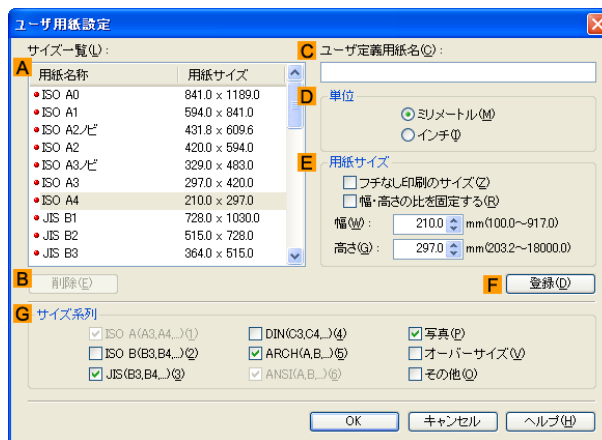 ユーザ用紙設定
サイズ一覧(L):
A
用紙名称 用紙サイズ
ISO A0 841.0 x 1189.0
ISO A1 594.0 x 841.0
ISO A2ノビ 431.8 x 609.6
ISO A2 420.0 x 594.0
ISO A3ノビ 329.0 x 483.0
ISO A3 297.0 x 420.0
ISO A4 210.0 x 297.0
JIS B1 728.0 x 1030.0
JIS B2 515.0 x 728.0
JIS B3 364.0 x 515.0
B 削除(E)
C ユーザ定義用紙名(C):
D 単位
ミリメートル(M)
インチ(I)
E 用紙サイズ
フチなし印刷のサイズ(Z)
幅・高さの比を固定する(R)
幅(W): 210.0 mm(100.0~917.0)
高さ(G): 297.0 mm(203.2~18000.0)
F 登録(D)
G サイズ系列
ISO A(A3,A4,..)(1) DIN(C3,C4,..)(4) 写真(P)
ISO B(B3,B4,..)(2) ARCH(A,B,..)(5) オーバーサイズ(V)
JIS(B3,B4,..)(3) ANSI(A,B,..)(6) その他(O)
OK キャンセル ヘルプ(H)